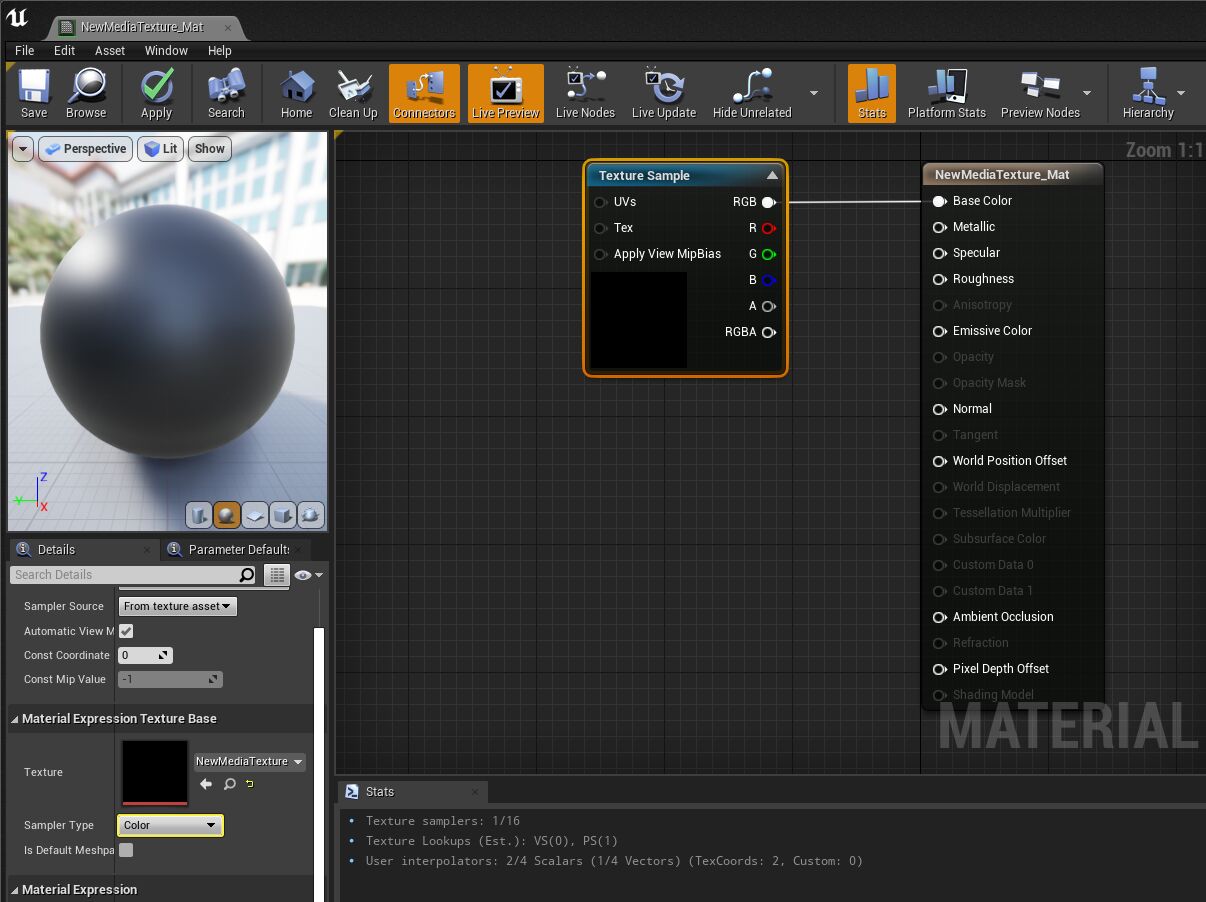 NewMediaTexture_Mat
File Edit Asset Window Help
Save Browse Apply Search Home Clean Up Connectors Live Preview Live Nodes Live Update Hide Unrelated Stats Platform Stats Preview Nodes Hierarchy
Perspective Lit Show
Z
Y
X
Zoom 1:1
Texture Sample
UVs RGB
Tex R
Apply View MipBias G
B
A
RGBA
NewMediaTexture_Mat
Base Color
Metallic
Specular
Roughness
Anisotropy
Emissive Color
Opacity
Opacity Mask
Normal
Tangent
World Position Offset
World Displacement
Tessellation Multiplier
Subsurface Color
Custom Data 0
Custom Data 1
Ambient Occlusion
Refraction
Pixel Depth Offset
Shading Model
MATERIAL
Details Parameter Defaults
Search Details
Sampler Source From texture asset
Automatic View M
Const Coordinate 0
Const Mip Value -1
Material Expression Texture Base
Texture NewMediaTexture
Sampler Type Color
Is Default Meshpa
Material Expression
Stats
Texture samplers: 1/16
Texture Lookups (Est.): VS(0), PS(1)
User interpolators: 2/4 Scalars (1/4 Vectors) (TexCoords: 2, Custom: 0)